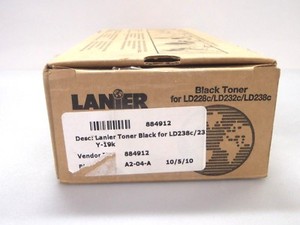 LANIER
Black Toner
for LD228c/LD232c/LD238c
884912
Desc: Lanier Toner Black for LD238c/23
Y-19k
Vendor
884912
A2-04-A 10/5/10